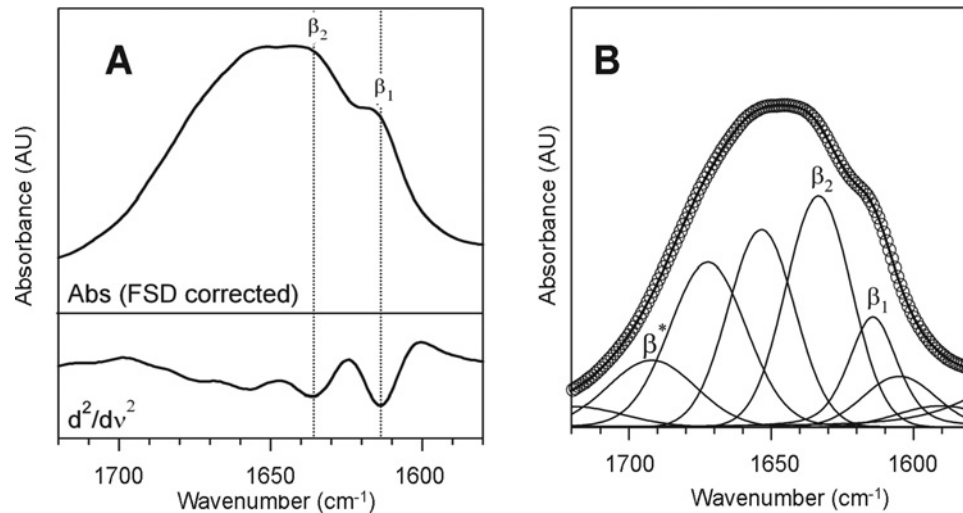 A
β₂
β₁
Absorbance (AU)
Abs (FSD corrected)
d²/dν²
1700 1650 1600
Wavenumber (cm⁻¹)
B
β₂
β₁
β*
Absorbance (AU)
1700 1650 1600
Wavenumber (cm⁻¹)